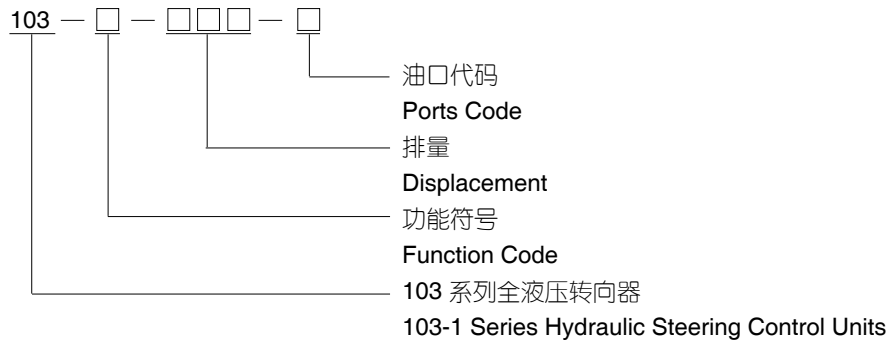 103 — □ — □□□ — □
油口代码
Ports Code
排量
Displacement
功能符号
Function Code
103 系列全液压转向器
103-1 Series Hydraulic Steering Control Units